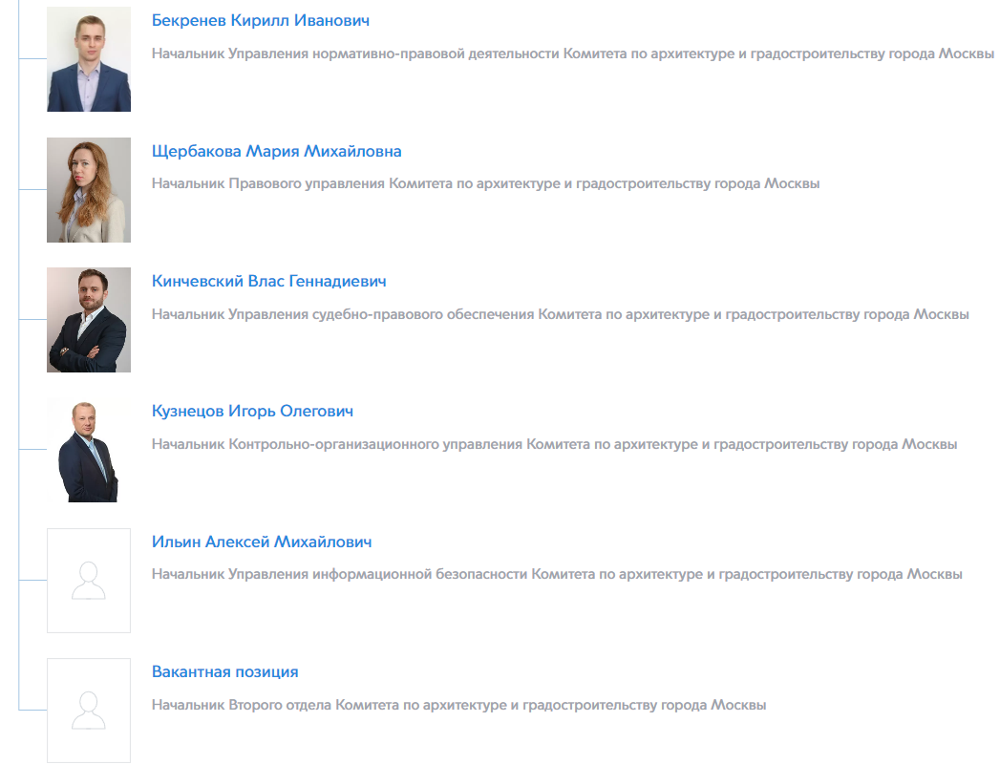 Бекренев Кирилл Иванович
Начальник Управления нормативно-правовой деятельности Комитета по архитектуре и градостроительству города Москвы
Щербакова Мария Михайловна
Начальник Правового управления Комитета по архитектуре и градостроительству города Москвы
Кинчевский Влас Геннадиевич
Начальник Управления судебно-правового обеспечения Комитета по архитектуре и градостроительству города Москвы
Кузнецов Игорь Олегович
Начальник Контрольно-организационного управления Комитета по архитектуре и градостроительству города Москвы
Ильин Алексей Михайлович
Начальник Управления информационной безопасности Комитета по архитектуре и градостроительству города Москвы
Вакантная позиция
Начальник Второго отдела Комитета по архитектуре и градостроительству города Москвы